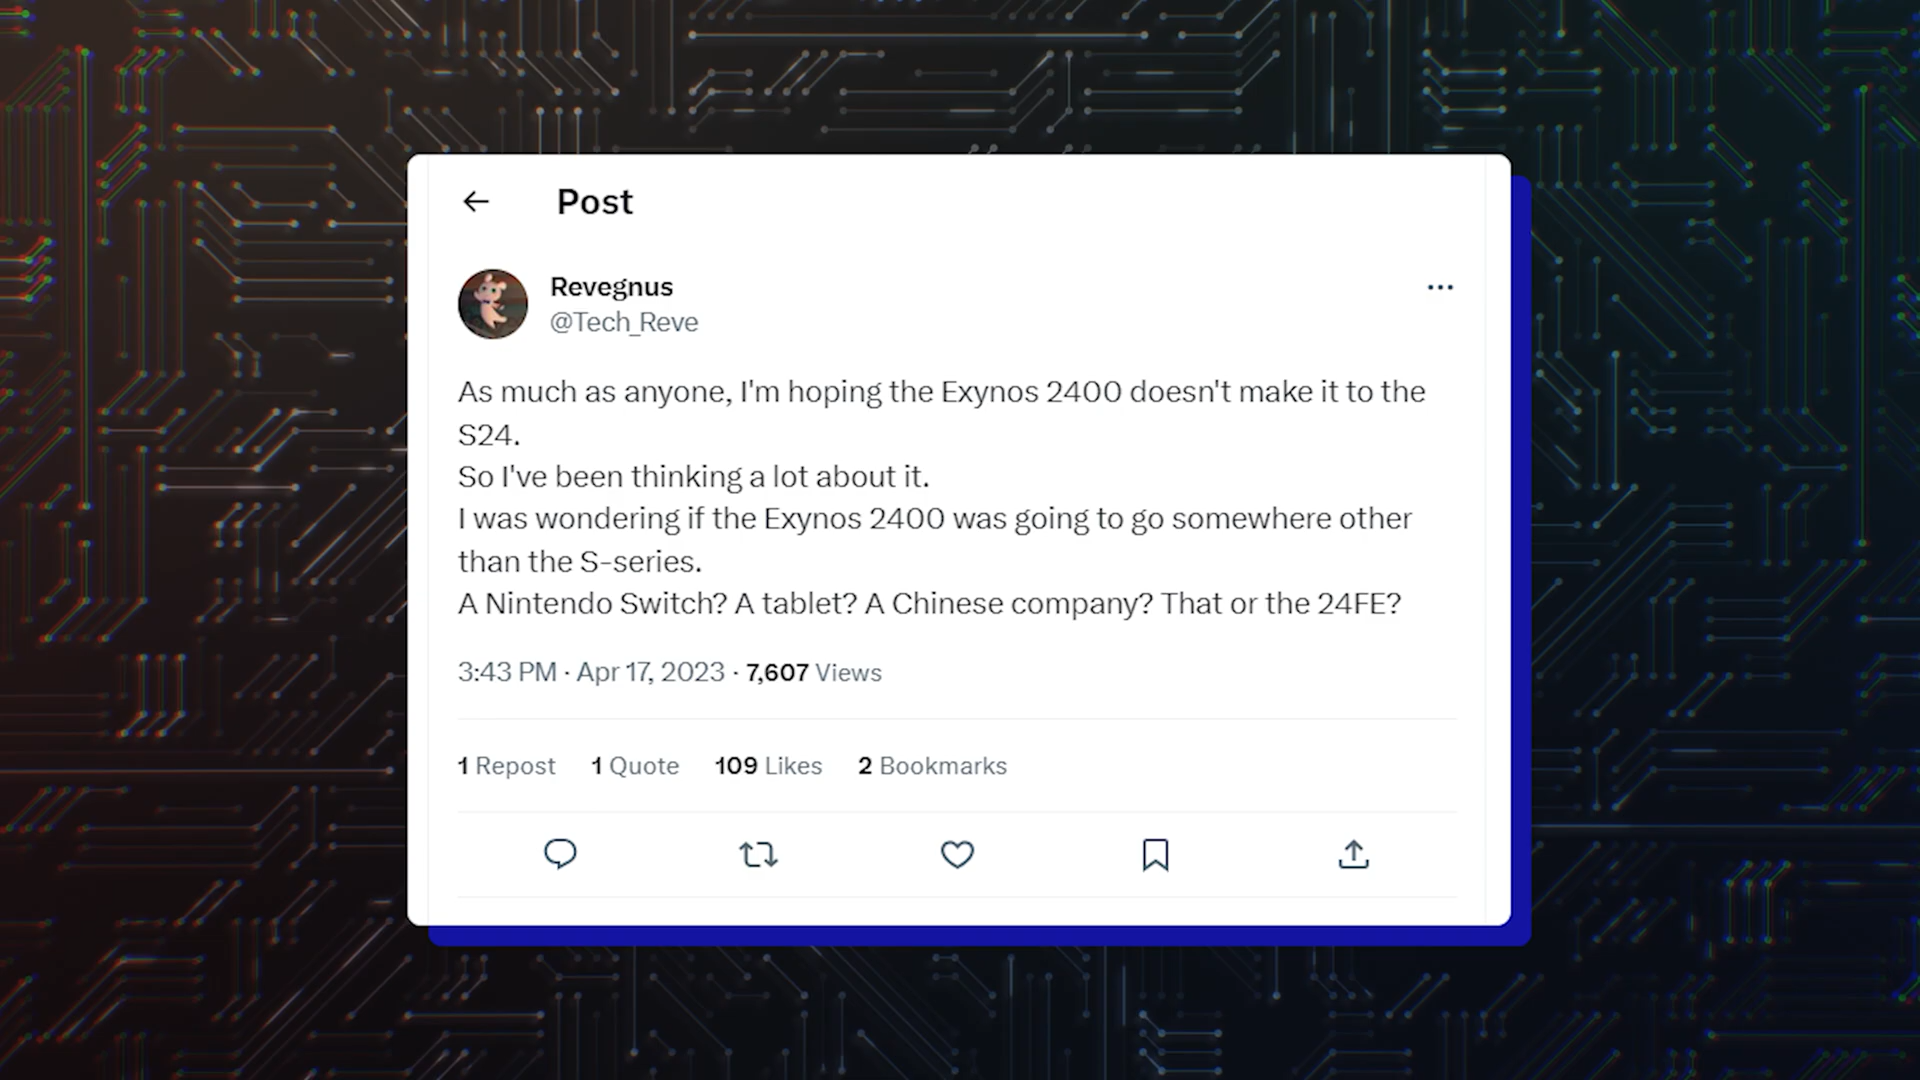 Post
Revegnus
@Tech_Reve
As much as anyone, I'm hoping the Exynos 2400 doesn't make it to the
S24.
So I've been thinking a lot about it.
I was wondering if the Exynos 2400 was going to go somewhere other
than the S-series.
A Nintendo Switch? A tablet? A Chinese company? That or the 24FE?
3:43 PM · Apr 17, 2023 · 7,607 Views
1 Repost 1 Quote 109 Likes 2 Bookmarks